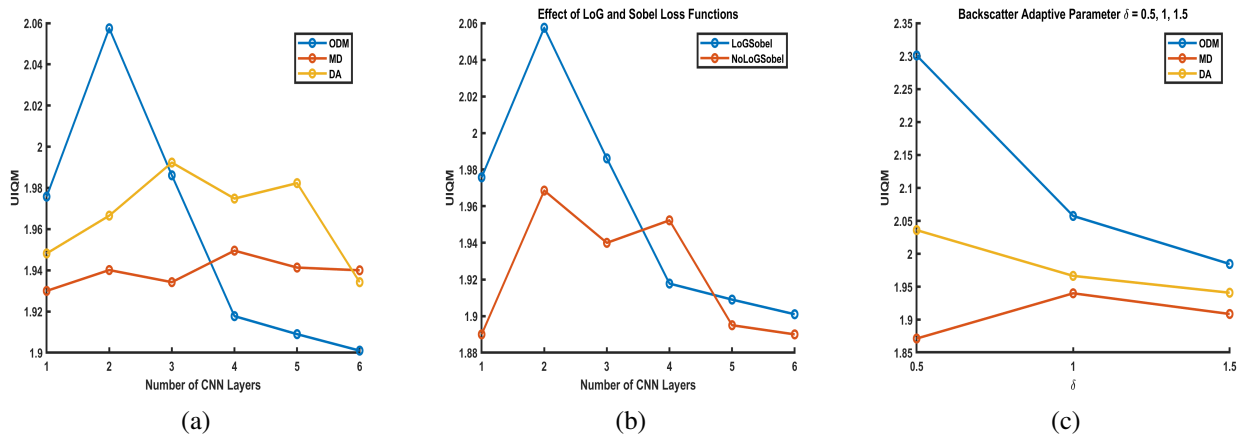 2.06
2.04
2.02
2
1.98
1.96
1.94
1.92
1.9
UIQM
1 2 3 4 5 6
Number of CNN Layers
ODM
MD
DA
(a)
Effect of LoG and Sobel Loss Functions
2.06
2.04
2.02
2
1.98
1.96
1.94
1.92
1.9
1.88
UIQM
1 2 3 4 5 6
Number of CNN Layers
LoGSobel
NoLoGSobel
(b)
Backscatter Adaptive Parameter δ = 0.5, 1, 1.5
2.35
2.3
2.25
2.2
2.15
2.1
2.05
2
1.95
1.9
1.85
UIQM
0.5 1 1.5
δ
ODM
MD
DA
(c)